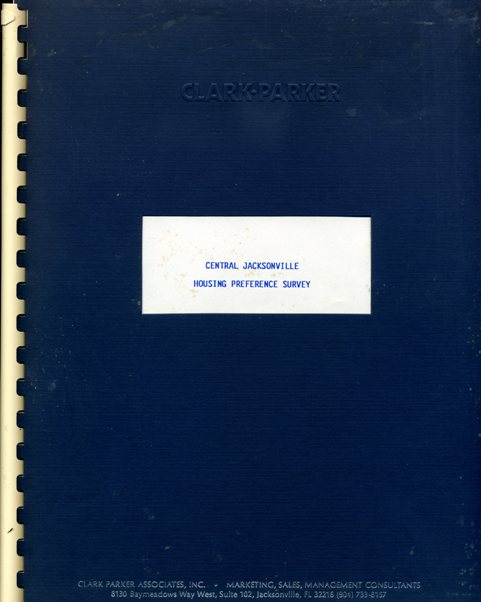 CLARK•PARKER
CENTRAL JACKSONVILLE
HOUSING PREFERENCE SURVEY
CLARK PARKER ASSOCIATES, INC. • MARKETING, SALES, MANAGEMENT CONSULTANTS
8130 Baymeadows Way West, Suite 102, Jacksonville, FL 32216 (904) 733-8157